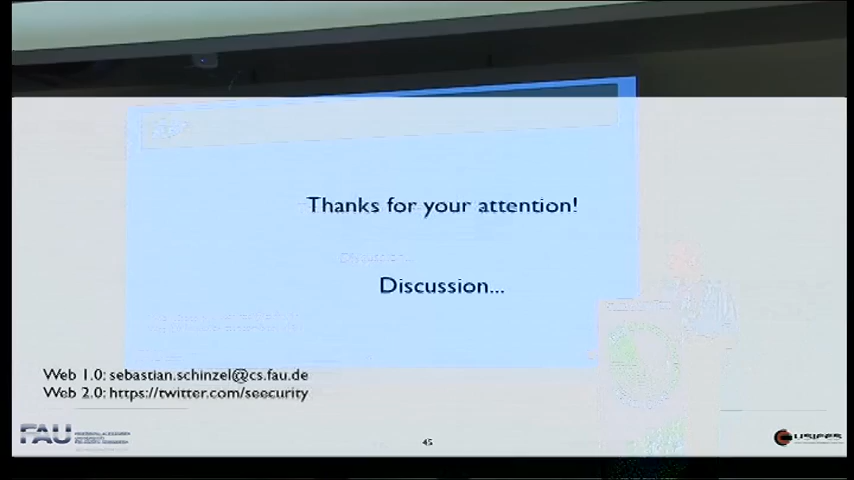 Thanks for your attention!
Discussion...
Web 1.0: sebastian.schinzel@cs.fau.de
Web 2.0: https://twitter.com/seecurity
FAU
45